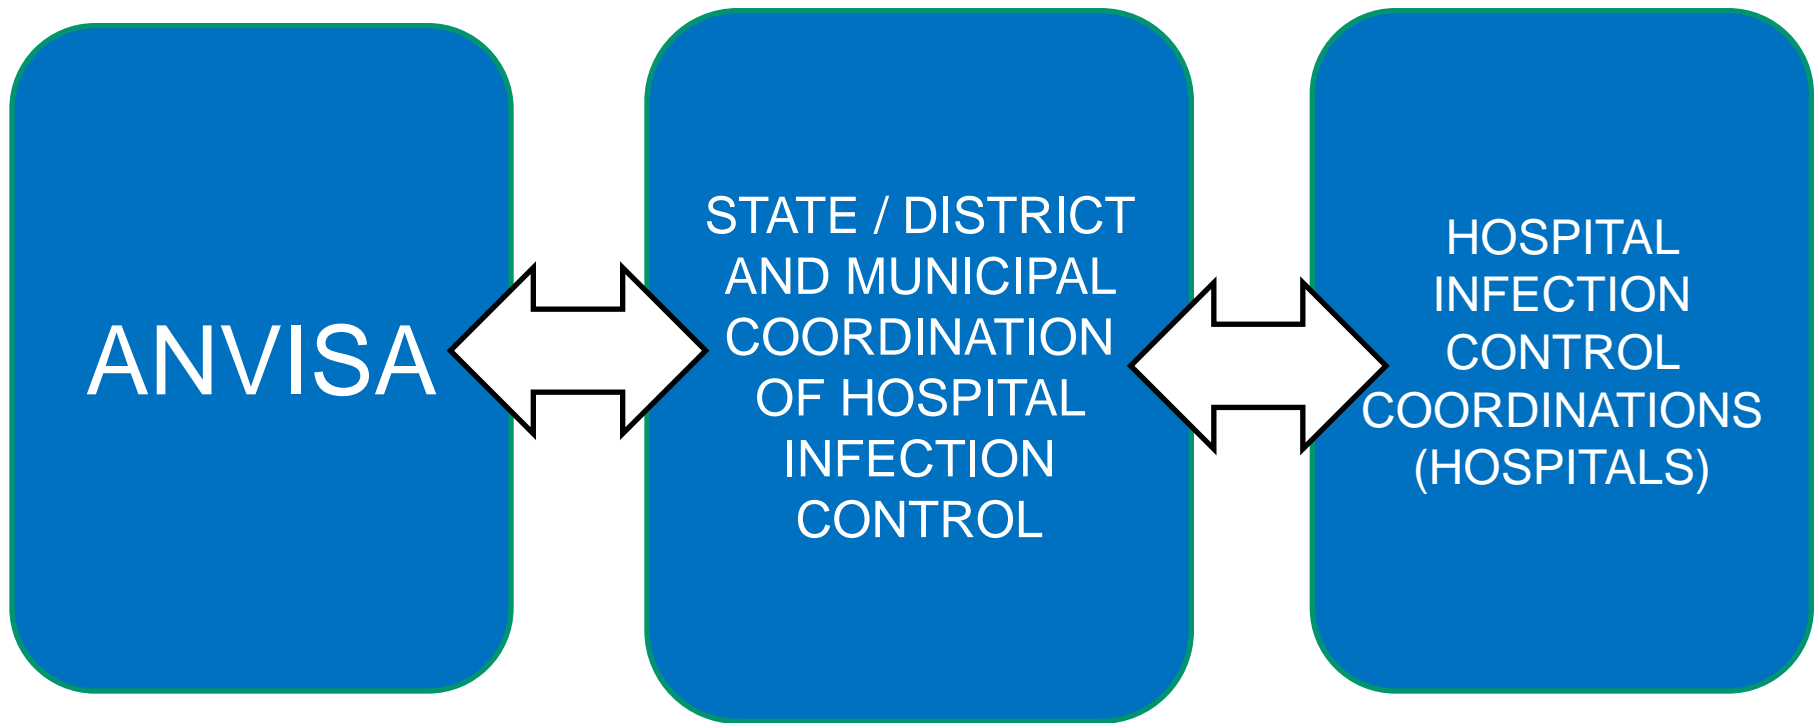 ANVISA
STATE / DISTRICT
AND MUNICIPAL
COORDINATION
OF HOSPITAL
INFECTION
CONTROL
HOSPITAL
INFECTION
CONTROL
COORDINATIONS
(HOSPITALS)